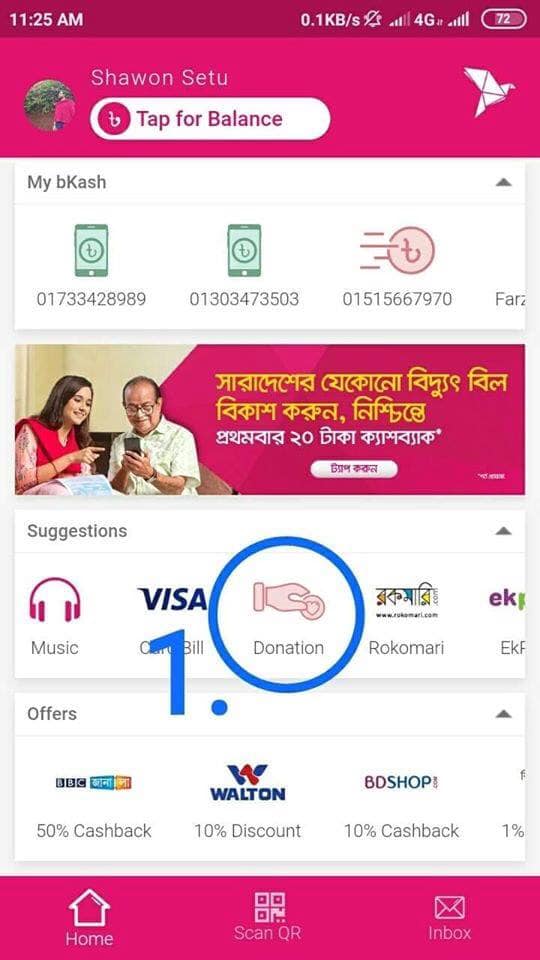 11:25 AM
0.1KB/s 4G 72
Shawon Setu
৳ Tap for Balance
My bKash
01733428989 01303473503 01515667970 Farz
সারাদেশের যেকোনো বিদ্যুৎ বিল
বিকাশ করুন, নিশ্চিন্তে
প্রথমবার ২০ টাকা ক্যাশব্যাক*
ট্যাপ করুন
Suggestions
VISA রকমারি.com ekp
www.rokomari.com
Music Card Bill Donation Rokomari EkP
1.
Offers
BBC জানালা WALTON BDSHOP.com
50% Cashback 10% Discount 10% Cashback 1%
Home Scan QR Inbox